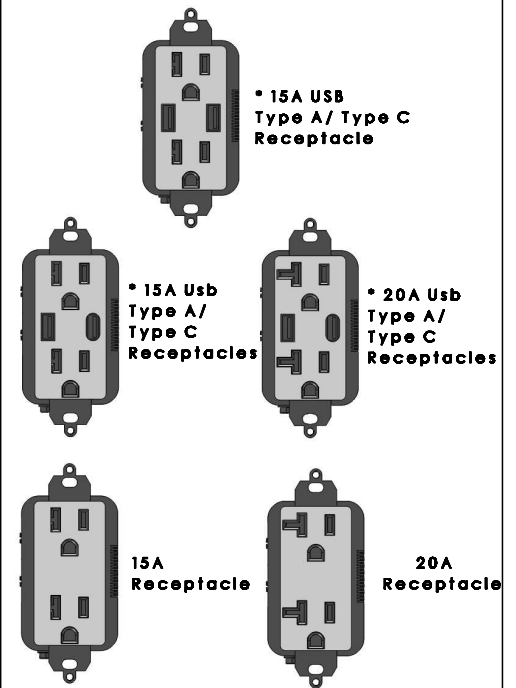 * 15A USB
Type A/ Type C
Receptacle
* 15A Usb
Type A/
Type C
Receptacles
* 20A Usb
Type A/
Type C
Receptacles
15A
Receptacle
20A
Receptacle